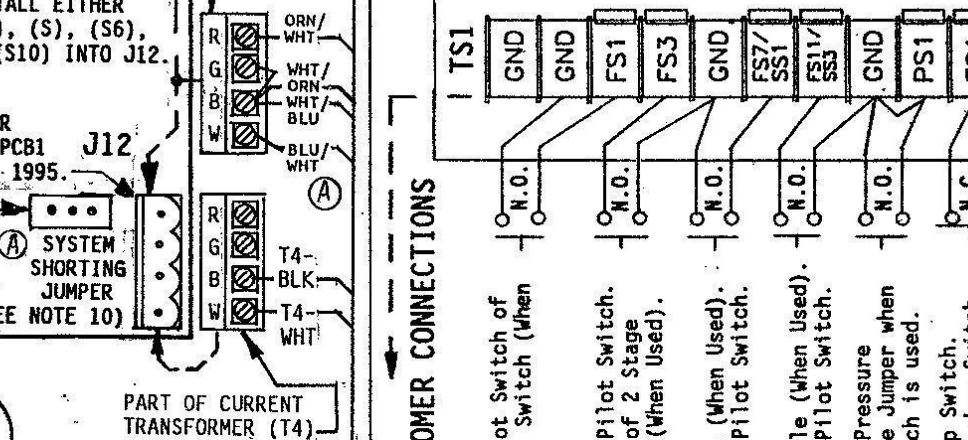 TALL EITHER
), (S), (S6),
(S10) INTO J12.
R
PCB1
1995.
J12
A
SYSTEM
SHORTING
JUMPER
EE NOTE 10)
R
G
B
W
ORN/
WHT
WHT/
ORN
WHT/
BLU
BLU/
WHT
A
R
G
B
W
T4-
BLK
T4-
WHT
PART OF CURRENT
TRANSFORMER (T4)
OMER CONNECTIONS
TS1
GND
GND
FS1
FS3
GND
FS7/
SS1
FS11/
SS3
GND
PS1
N.O.
N.O.
N.O.
N.O.
N.O.
ot Switch of
Switch (When
Pilot Switch.
of 2 Stage
(When Used).
(When Used).
Pilot Switch.
le (When Used).
Pilot Switch.
Pressure
e Jumper when
ch is used.
p Switch.